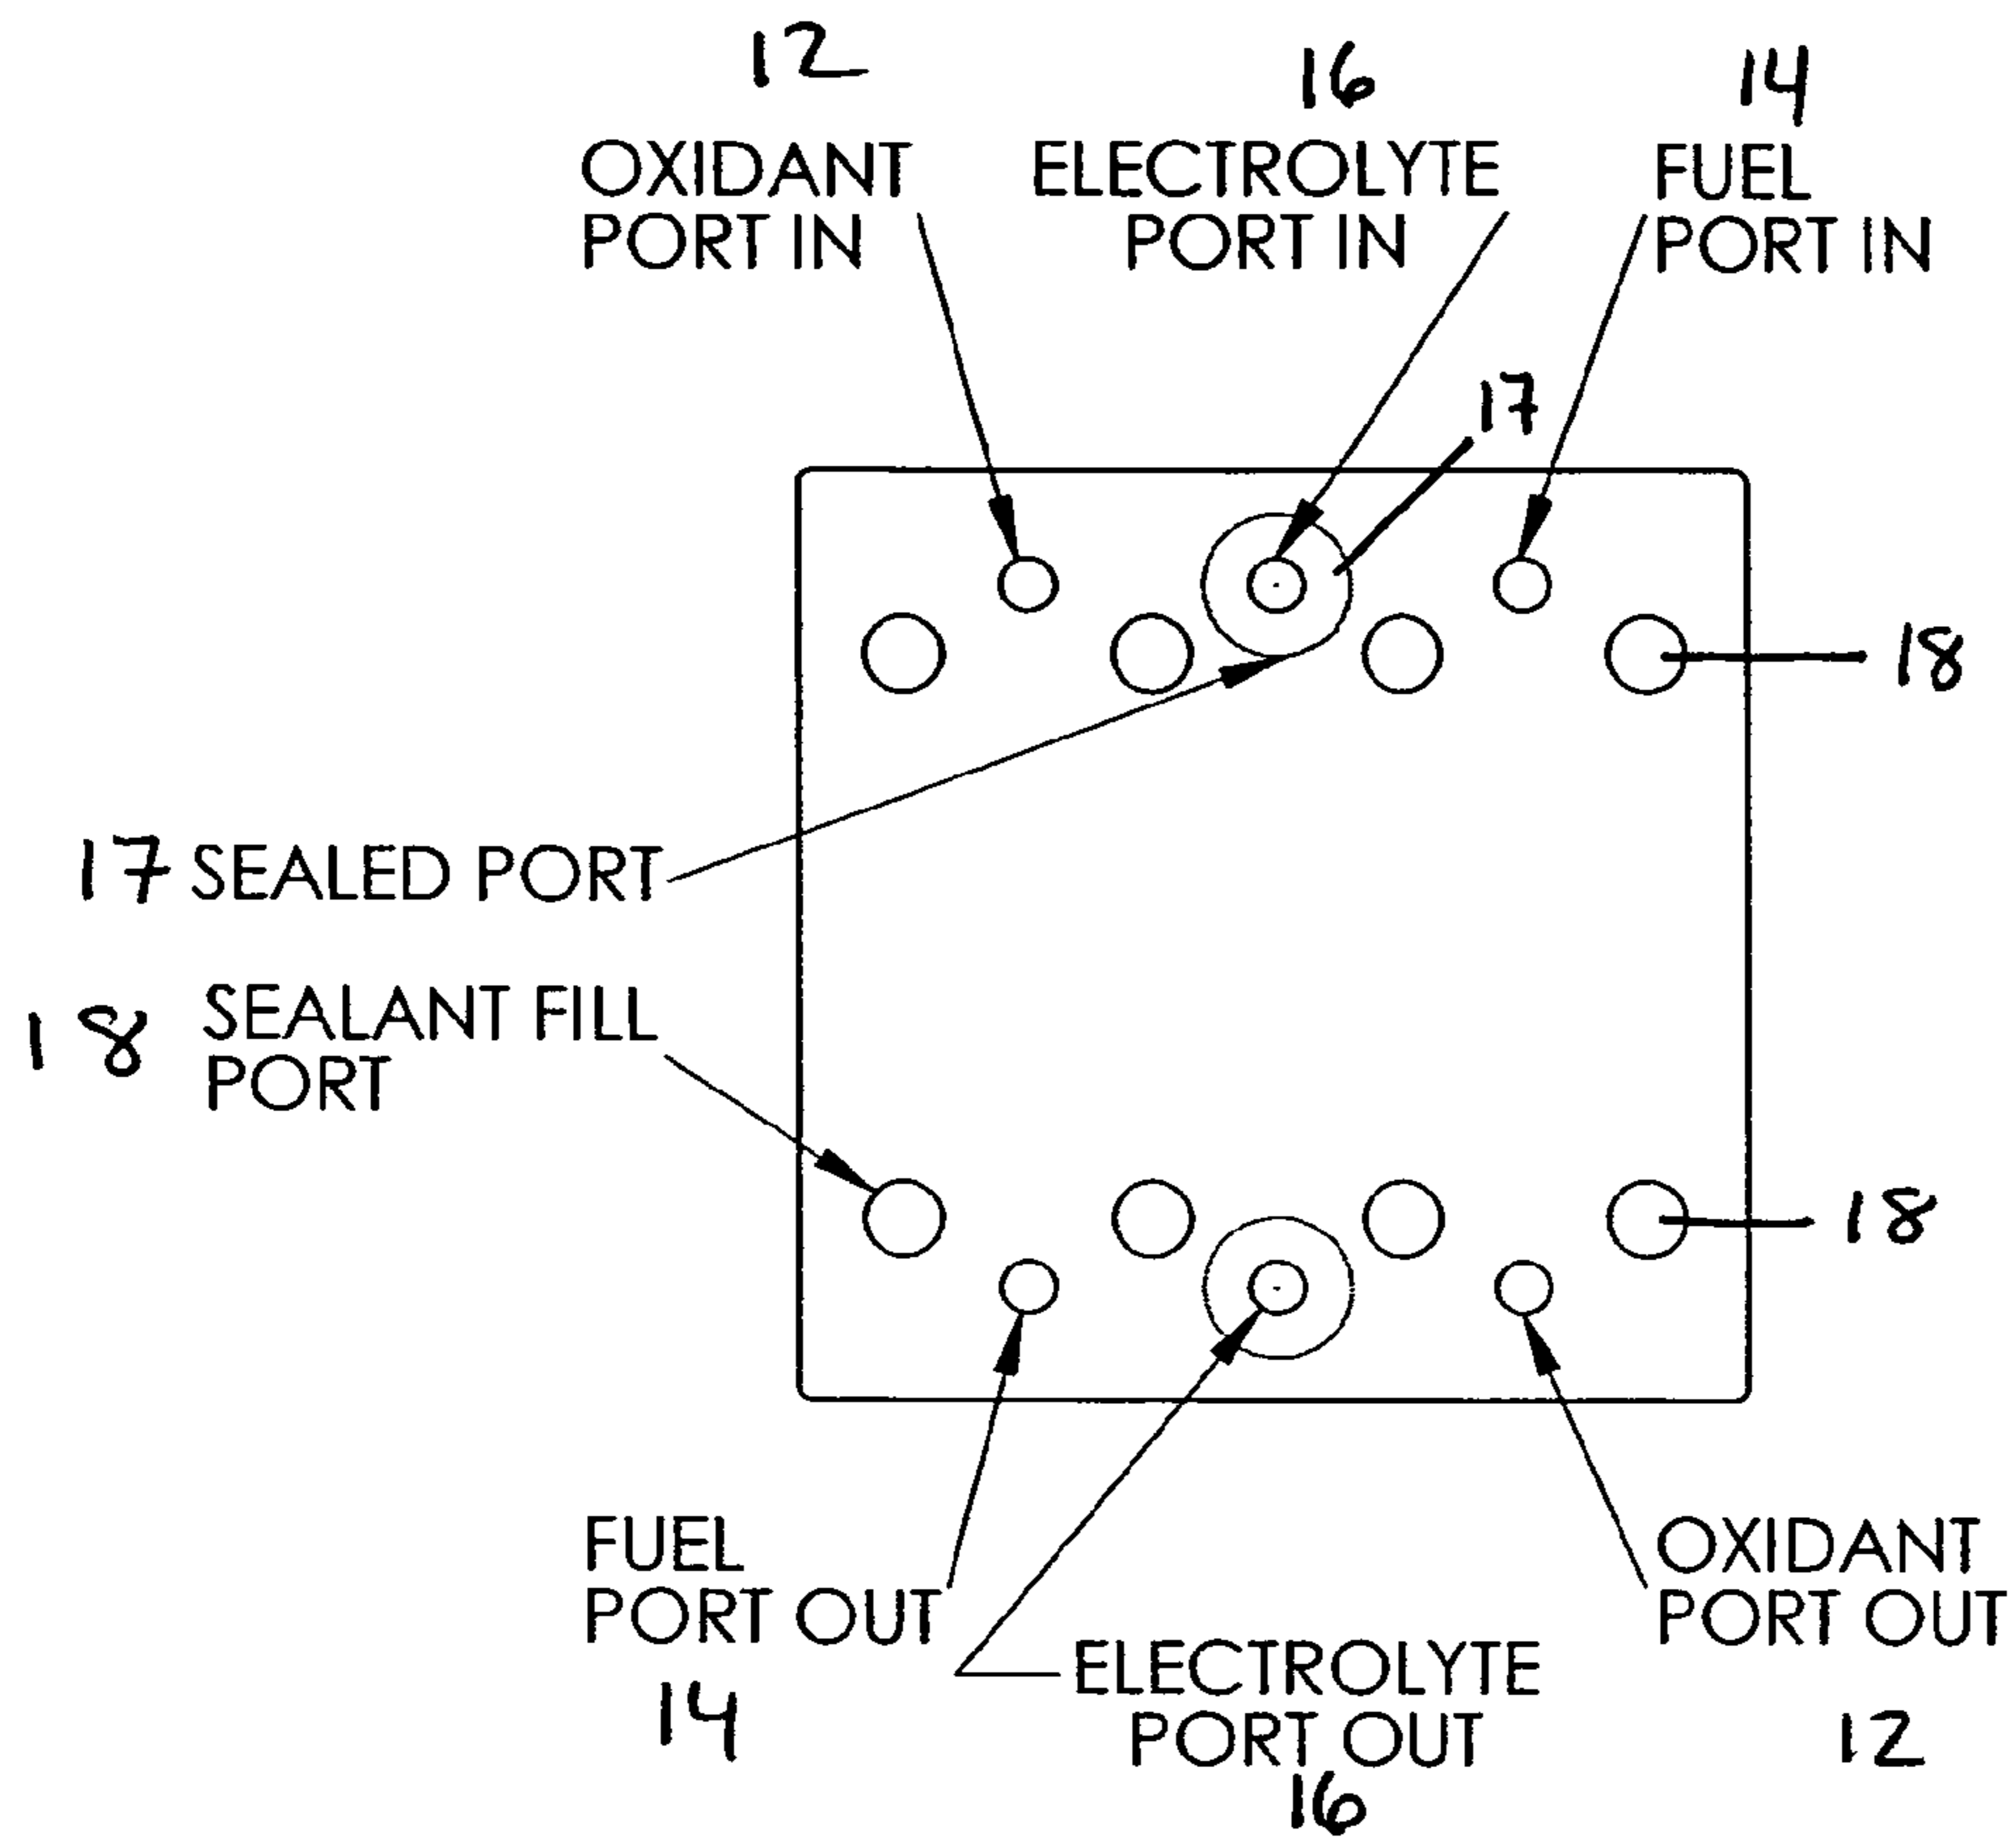 12
OXIDANT
PORT IN
16
ELECTROLYTE
PORT IN
14
FUEL
PORT IN
17
18
17 SEALED PORT
18 SEALANT FILL
PORT
18
FUEL
PORT OUT
14
ELECTROLYTE
PORT OUT
16
OXIDANT
PORT OUT
12